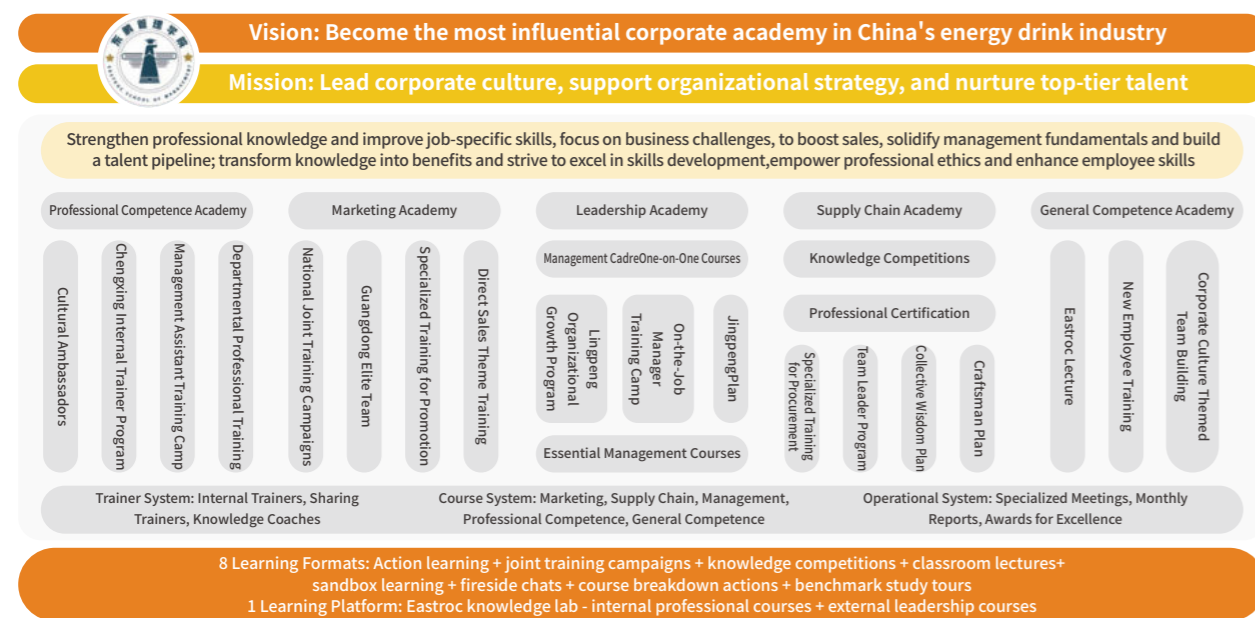 Vision: Become the most influential corporate academy in China's energy drink industry
东鹏管理学院
EASTROC SCHOOL OF MANAGEMENT
Mission: Lead corporate culture, support organizational strategy, and nurture top-tier talent
Strengthen professional knowledge and improve job-specific skills, focus on business challenges, to boost sales, solidify management fundamentals and build
a talent pipeline; transform knowledge into benefits and strive to excel in skills development,empower professional ethics and enhance employee skills
Professional Competence Academy
Cultural Ambassadors
Chengxing Internal Trainer Program
Management Assistant Training Camp
Departmental Professional Training
Marketing Academy
National Joint Training Campaigns
Guangdong Elite Team
Specialized Training for Promotion
Direct Sales Theme Training
Leadership Academy
Management CadreOne-on-One Courses
Lingpeng
Organizational
Growth Program
On-the-Job
Manager
Training Camp
JingpengPlan
Essential Management Courses
Supply Chain Academy
Knowledge Competitions
Professional Certification
Specialized Training
for Procurement
Team Leader Program
Collective Wisdom Plan
Craftsman Plan
General Competence Academy
Eastroc Lecture
New Employee Training
Corporate Culture Themed
Team Building
Trainer System: Internal Trainers, Sharing
Trainers, Knowledge Coaches
Course System: Marketing, Supply Chain, Management,
Professional Competence, General Competence
Operational System: Specialized Meetings, Monthly
Reports, Awards for Excellence
8 Learning Formats: Action learning + joint training campaigns + knowledge competitions + classroom lectures+
sandbox learning + fireside chats + course breakdown actions + benchmark study tours
1 Learning Platform: Eastroc knowledge lab - internal professional courses + external leadership courses